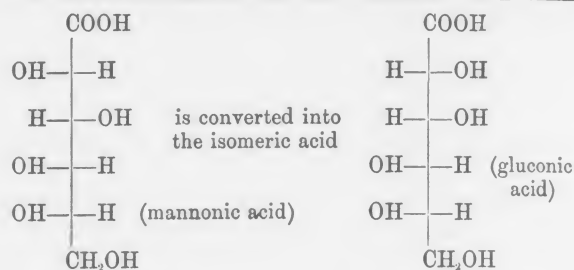 COOH COOH
OH—H H—OH
H—OH is converted into H—OH
the isomeric acid
OH—H OH—H (gluconic
acid)
OH—H (mannonic acid) OH—H
CH₂OH CH₂OH